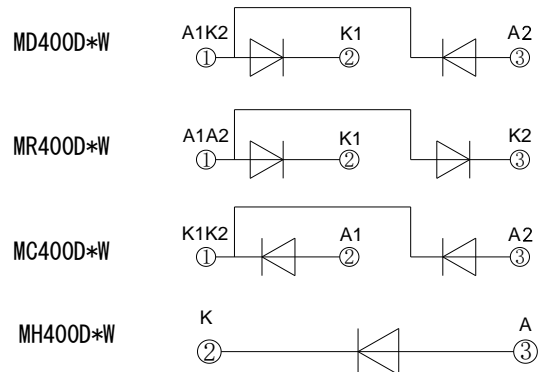 MD400D*W A1K2 K1 A2
① ② ③
MR400D*W A1A2 K1 K2
① ② ③
MC400D*W K1K2 A1 A2
① ② ③
MH400D*W K A
② ③